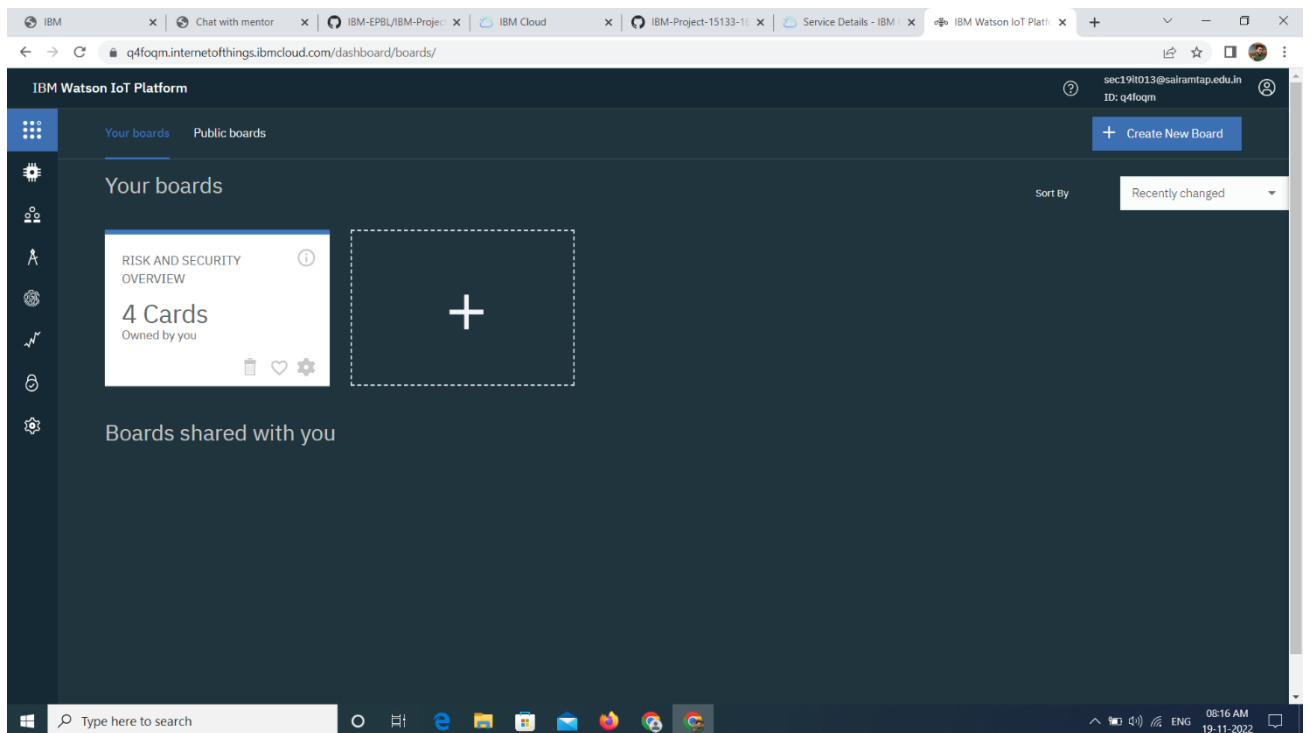 IBM
Chat with mentor
IBM-EPBL/IBM-Project
IBM Cloud
IBM-Project-15133-1
Service Details - IBM
IBM Watson IoT Platf
q4foqm.internetofthings.ibmcloud.com/dashboard/boards/
IBM Watson IoT Platform
sec19it013@sairamtap.edu.in
ID: q4foqm
Your boards
Public boards
+ Create New Board
Your boards
Sort By
Recently changed
RISK AND SECURITY
OVERVIEW
4 Cards
Owned by you
Boards shared with you
Type here to search
ENG
08:16 AM
19-11-2022